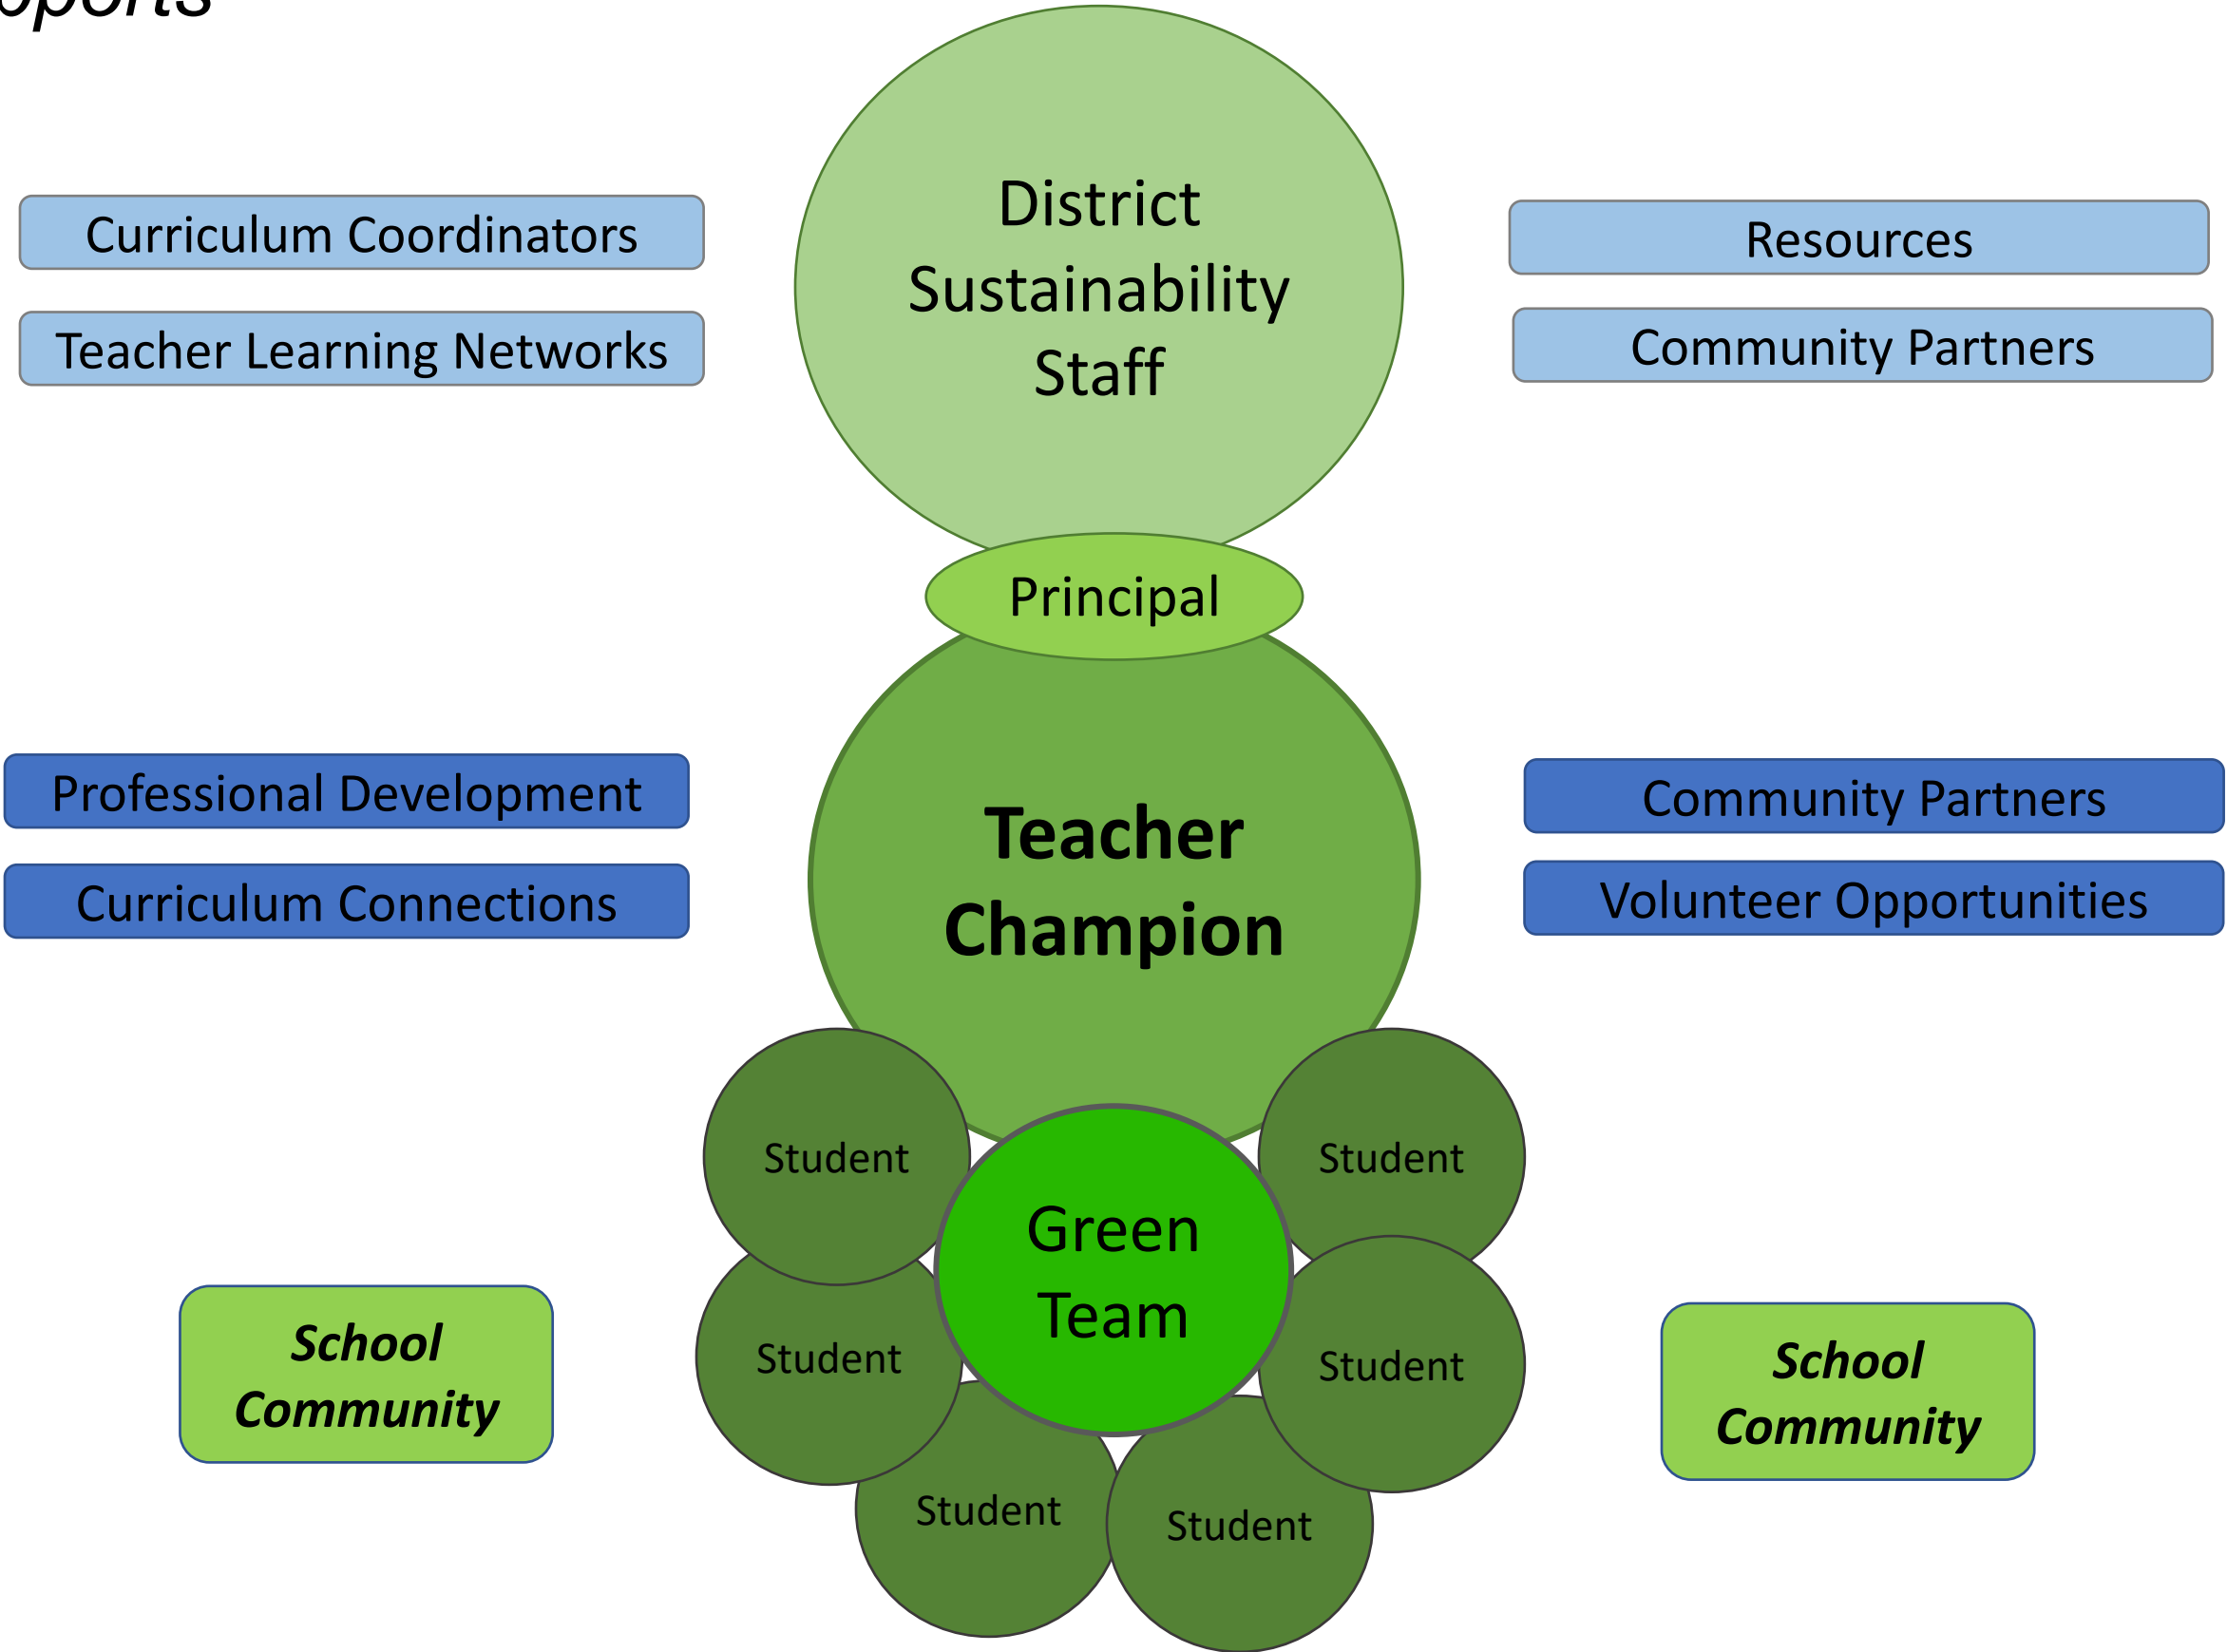 District
Sustainability
Staff
Curriculum Coordinators
Teacher Learning Networks
Resources
Community Partners
Principal
Professional Development
Curriculum Connections
Teacher
Champion
Community Partners
Volunteer Opportunities
Student
Student
Green
Team
Student
Student
Student
Student
School
Community
School
Community